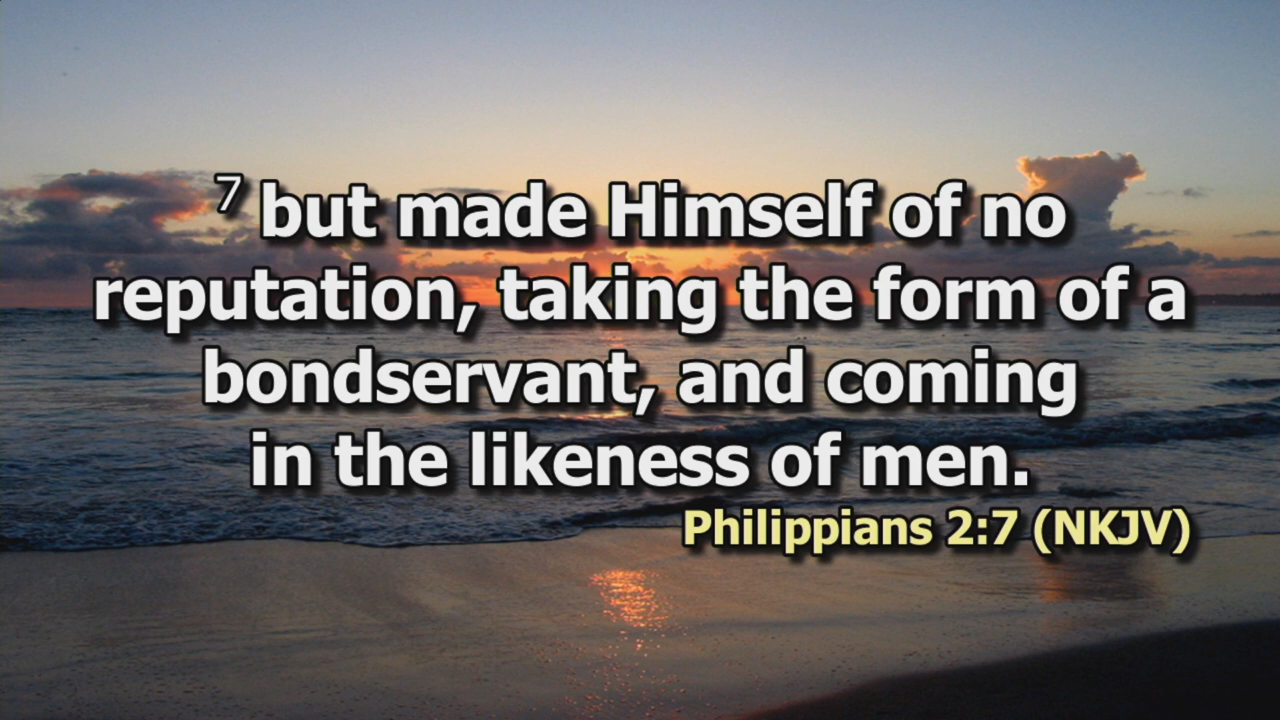 7 but made Himself of no
reputation, taking the form of a
bondservant, and coming
in the likeness of men.
Philippians 2:7 (NKJV)